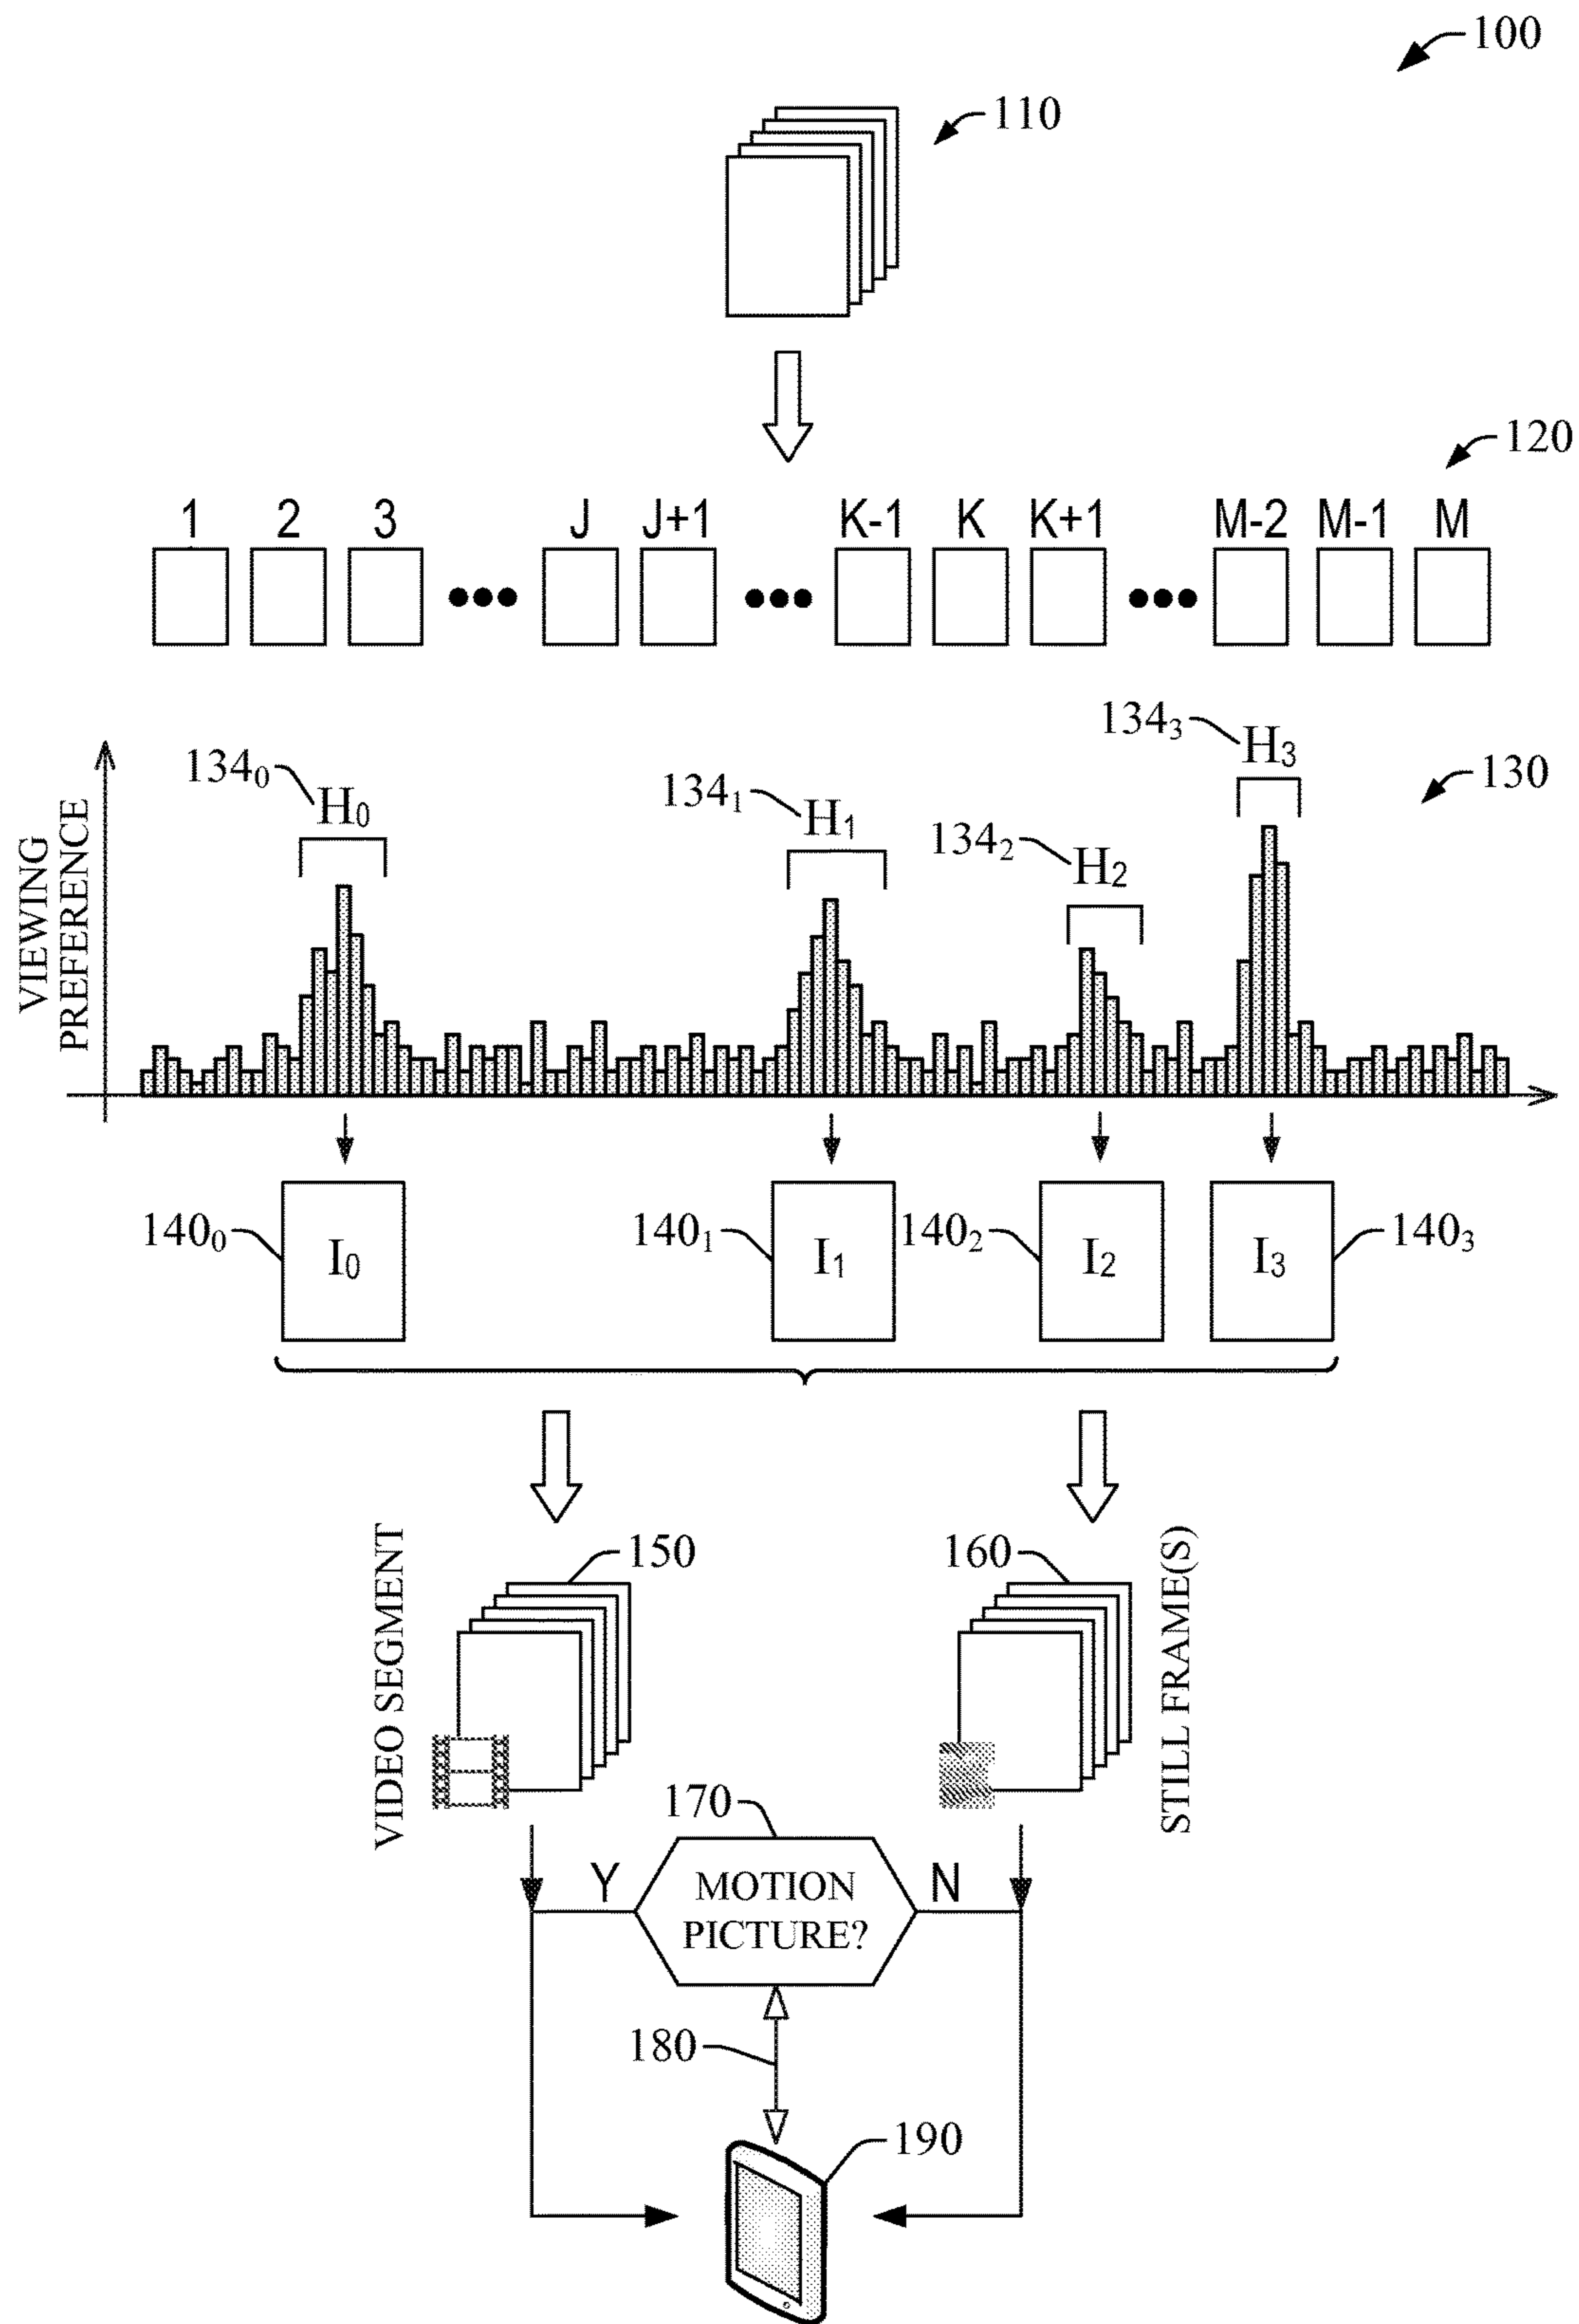 100
110
120
1 2 3 J J+1 K-1 K K+1 M-2 M-1 M
134₃ H₃
134₀ H₀
134₁ H₁
130
134₂ H₂
VIEWING
PREFERENCE
140₀ I₀
140₁ I₁
140₂ I₂
I₃ 140₃
VIDEO SEGMENT
150
160
STILL FRAME(S)
170
Y
MOTION
PICTURE?
N
180
190